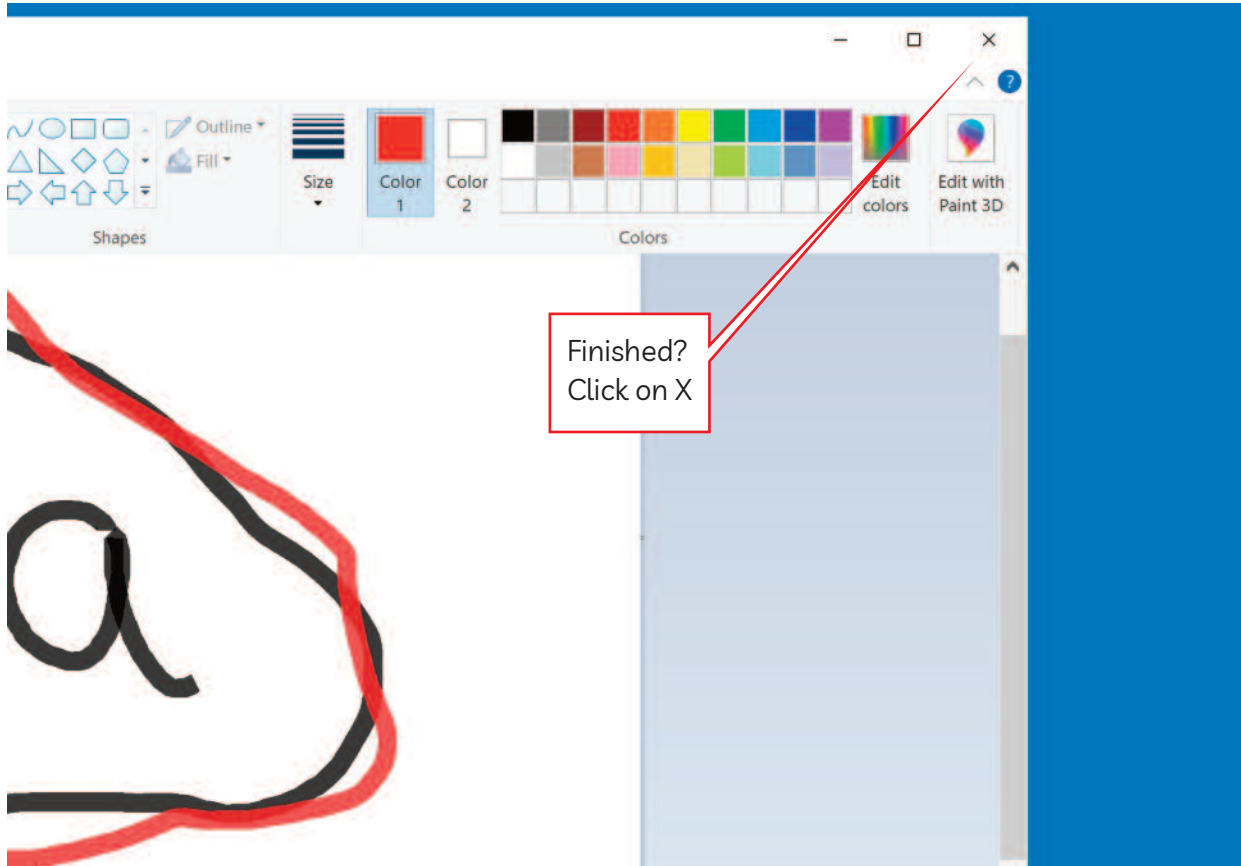 ?
Outline
Fill
Size
Color
1
Color
2
Edit
colors
Edit with
Paint 3D
Shapes
Colors
Finished?
Click on X
a